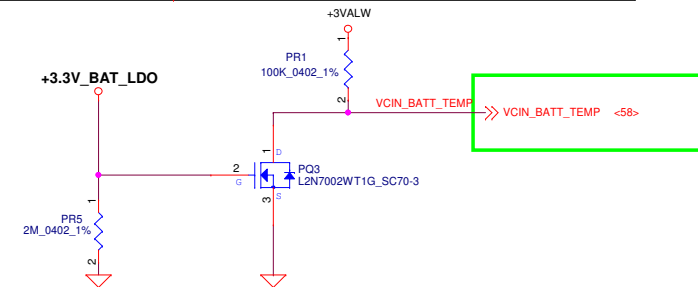 +3VALW
1
PR1
100K_0402_1%
2
+3.3V_BAT_LDO
VCIN_BATT_TEMP
VCIN_BATT_TEMP <58>
1
D
2
G
PQ3
L2N7002WT1G_SC70-3
3
S
1
PR5
2M_0402_1%
2